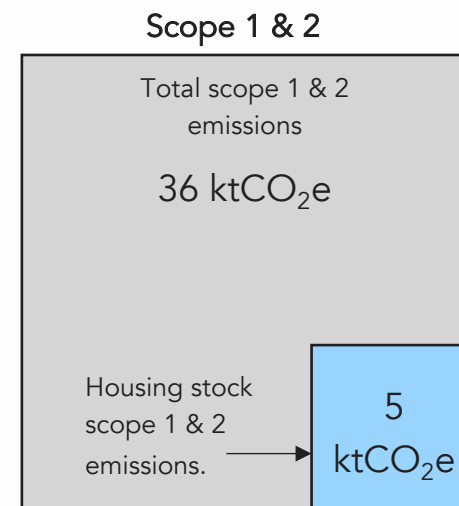 Scope 1 & 2
Total scope 1 & 2
emissions
36 ktCO₂e
Housing stock
scope 1 & 2
emissions.
5
ktCO₂e